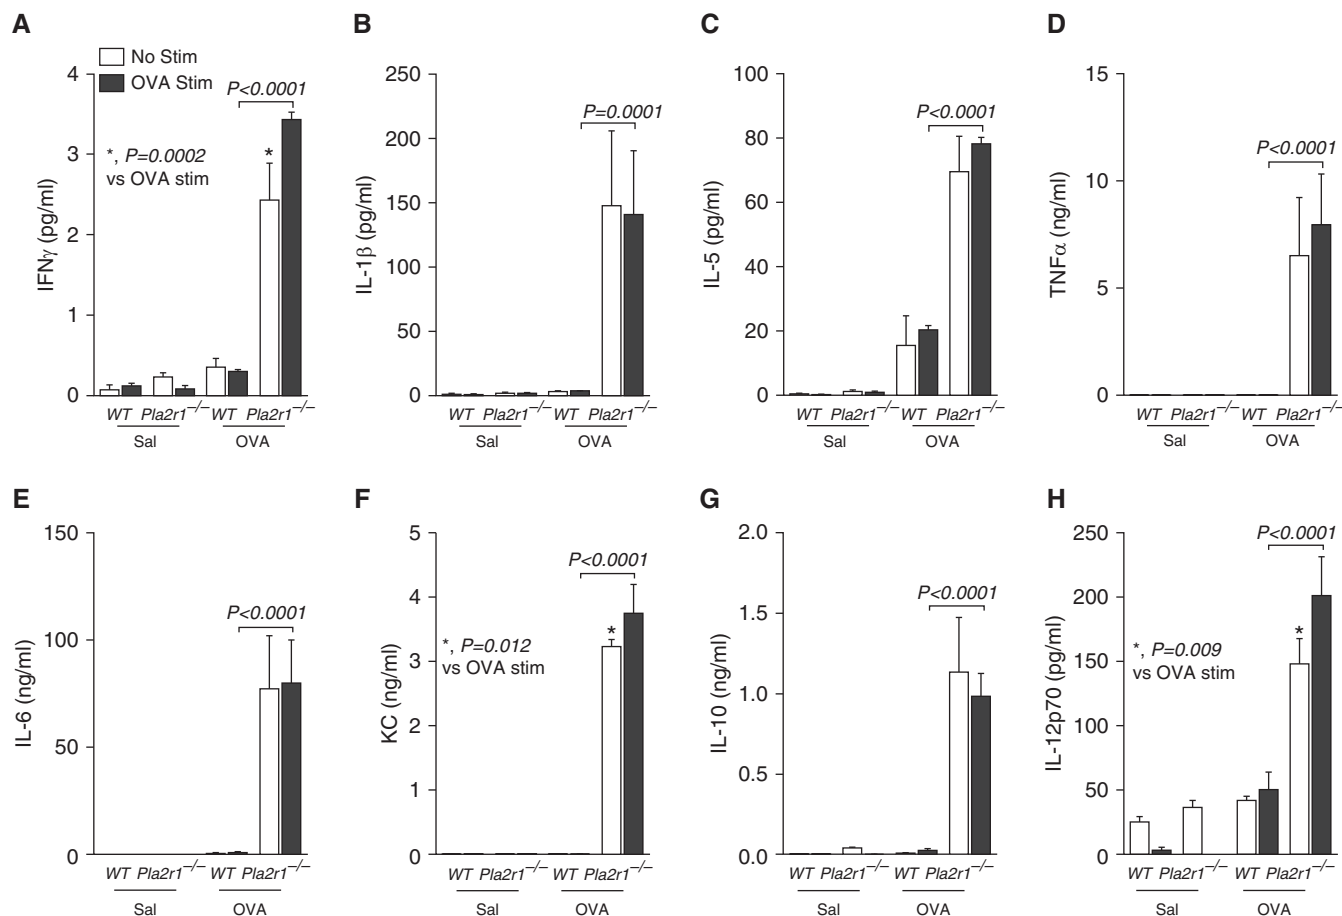 A
No Stim
OVA Stim
4
3
2
1
0
IFNγ (pg/ml)
P<0.0001
*, P=0.0002
vs OVA stim
*
WT Pla2r1−/− WT Pla2r1−/−
Sal OVA
B
250
200
150
100
50
0
IL-1β (pg/ml)
P=0.0001
WT Pla2r1−/− WT Pla2r1−/−
Sal OVA
C
100
80
60
40
20
0
IL-5 (pg/ml)
P<0.0001
WT Pla2r1−/− WT Pla2r1−/−
Sal OVA
D
15
10
5
0
TNFα (ng/ml)
P<0.0001
WT Pla2r1−/− WT Pla2r1−/−
Sal OVA
E
150
100
50
0
IL-6 (ng/ml)
P<0.0001
WT Pla2r1−/− WT Pla2r1−/−
Sal OVA
F
5
4
3
2
1
0
KC (ng/ml)
P<0.0001
*, P=0.012
vs OVA stim
*
WT Pla2r1−/− WT Pla2r1−/−
Sal OVA
G
2.0
1.5
1.0
0.5
0.0
IL-10 (ng/ml)
P<0.0001
WT Pla2r1−/− WT Pla2r1−/−
Sal OVA
H
250
200
150
100
50
0
IL-12p70 (pg/ml)
P<0.0001
*, P=0.009
vs OVA stim
*
WT Pla2r1−/− WT Pla2r1−/−
Sal OVA